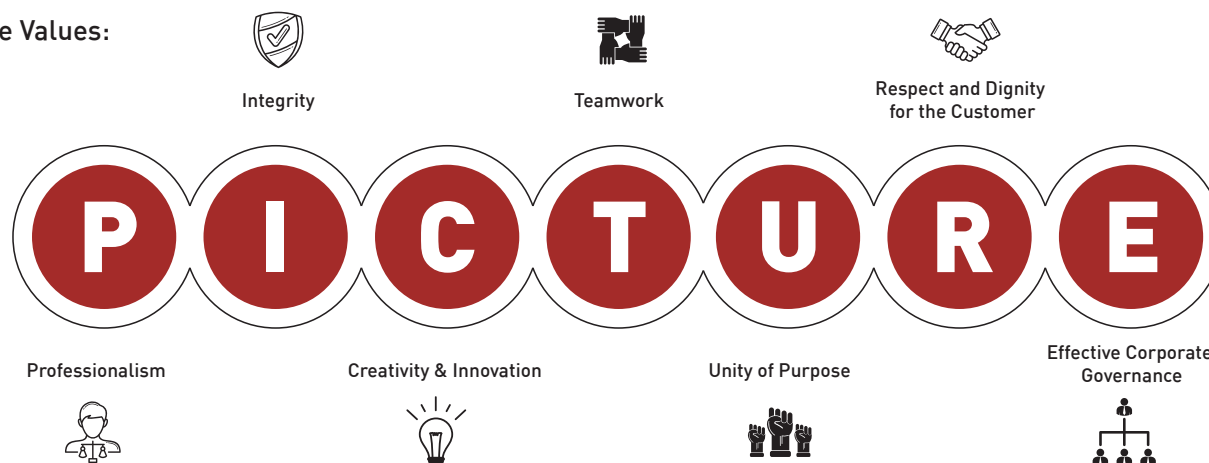 e Values:
Integrity
Teamwork
Respect and Dignity
for the Customer
P I C T U R E
Professionalism
Creativity & Innovation
Unity of Purpose
Effective Corporate
Governance